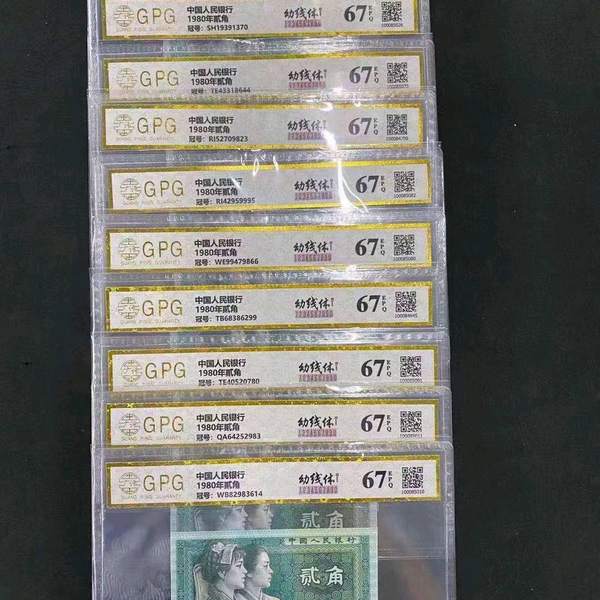 GPG
中国人民银行
1980年贰角
冠号: SH19391370
幼线体
67 EPQ
GPG
中国人民银行
1980年贰角
冠号: TE43318644
幼线体
67 EPQ
GPG
中国人民银行
1980年贰角
冠号: RI52709823
幼线体
67 EPQ
GPG
中国人民银行
1980年贰角
冠号: RI42959995
幼线体
67 EPQ
GPG
中国人民银行
1980年贰角
冠号: WE99479866
幼线体
67 EPQ
GPG
中国人民银行
1980年贰角
冠号: TB68386299
幼线体
67 EPQ
GPG
中国人民银行
1980年贰角
冠号: TE40520780
幼线体
67 EPQ
GPG
中国人民银行
1980年贰角
冠号: QA64252983
幼线体
67 EPQ
GPG
中国人民银行
1980年贰角
冠号: WB82983614
幼线体
67 EPQ
贰角
中国人民银行
贰角